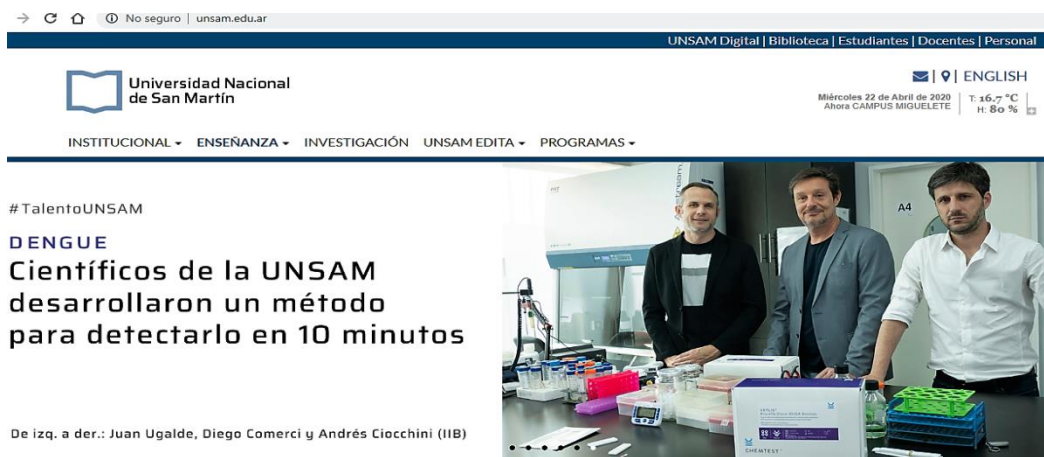 No seguro | unsam.edu.ar
UNSAM Digital | Biblioteca | Estudiantes | Docentes | Personal
Universidad Nacional
de San Martín
ENGLISH
Miércoles 22 de Abril de 2020
Ahora CAMPUS MIGUELETE
T: 16.7 °C
H: 80 %
INSTITUCIONAL ENSEÑANZA INVESTIGACIÓN UNSAM EDITA PROGRAMAS
#TalentoUNSAM
DENGUE
Científicos de la UNSAM
desarrollaron un método
para detectarlo en 10 minutos
De izq. a der.: Juan Ugalde, Diego Comerci y Andrés Ciocchini (IIB)
A4
CHEMTEST